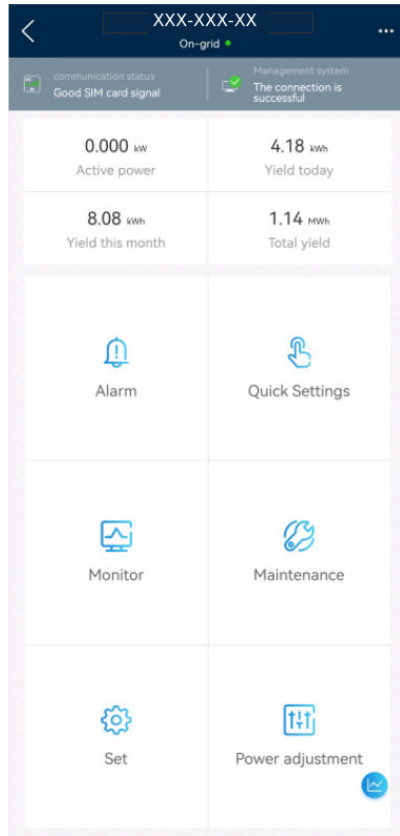 XXX-XXX-XX
On-grid
communication status
Good SIM card signal
Management system
The connection is
successful
0.000 kW
Active power
4.18 kWh
Yield today
8.08 kWh
Yield this month
1.14 MWh
Total yield
Alarm
Quick Settings
Monitor
Maintenance
Set
Power adjustment